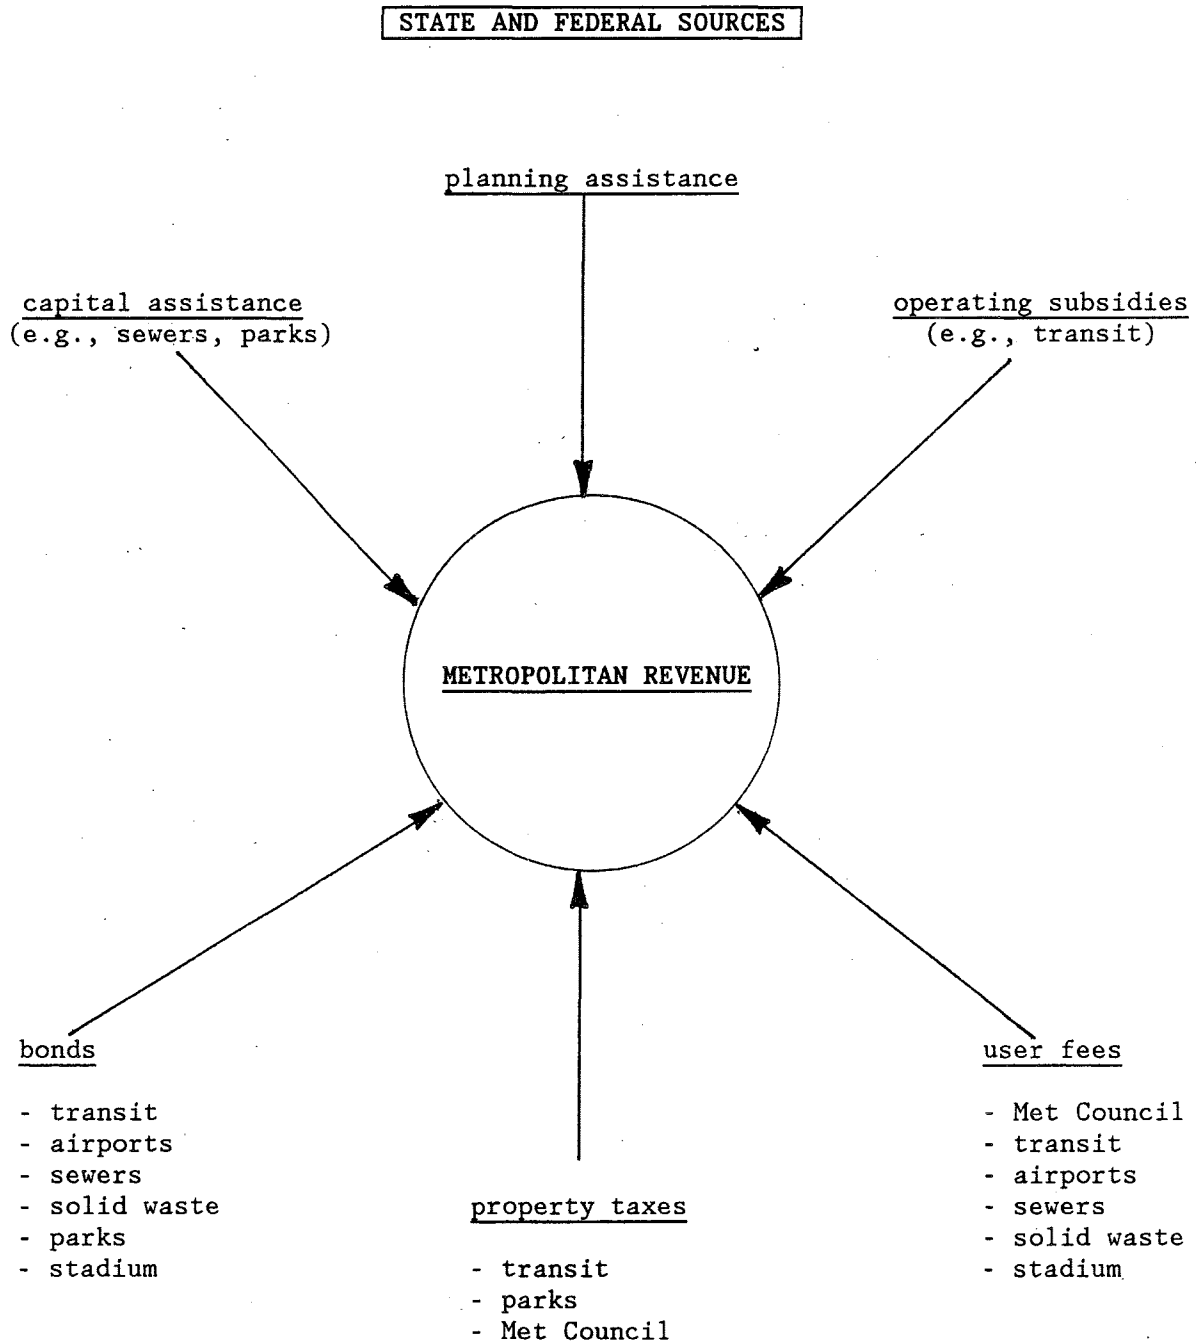 STATE AND FEDERAL SOURCES
planning assistance
capital assistance
(e.g., sewers, parks)
operating subsidies
(e.g., transit)
METROPOLITAN REVENUE
bonds
- transit
- airports
- sewers
- solid waste
- parks
- stadium
property taxes
- transit
- parks
- Met Council
user fees
- Met Council
- transit
- airports
- sewers
- solid waste
- stadium